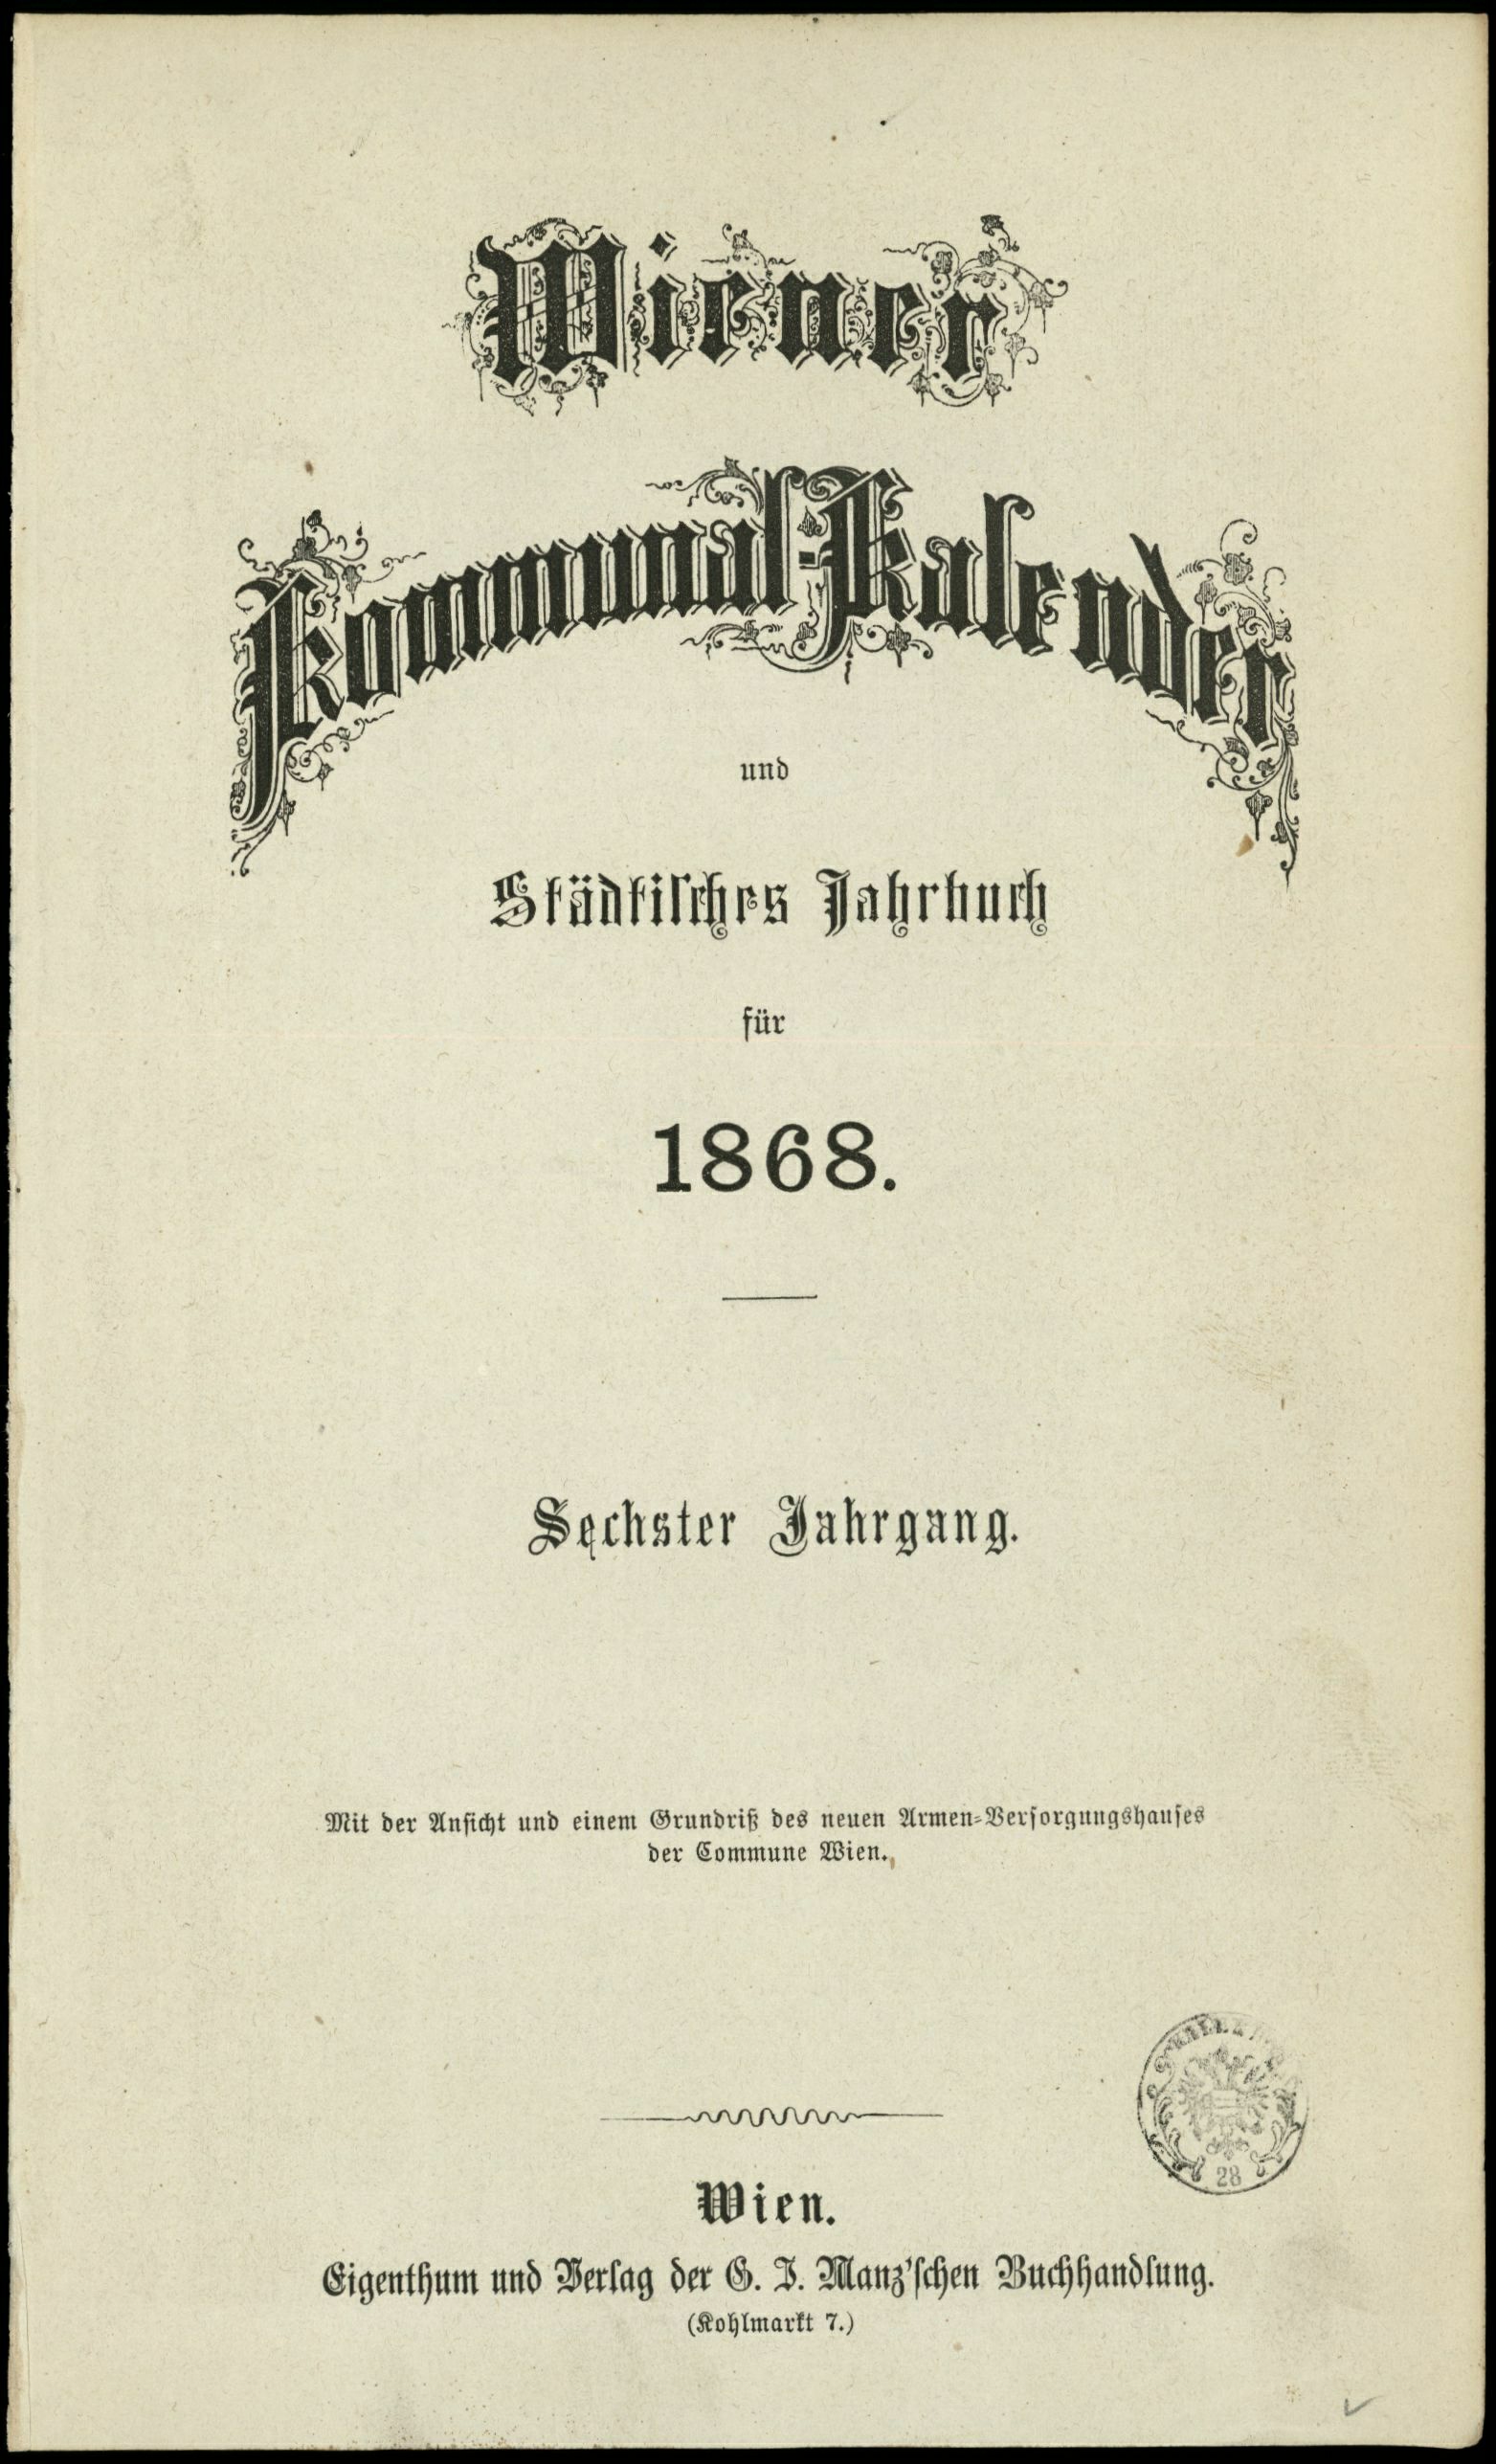 Wiener
Kommunal-Kalender
und
Städtisches Jahrbuch
für
1868.
Sechster Jahrgang.
Mit der Ansicht und einem Grundriß des neuen Armen-Versorgungshauses
der Commune Wien.
28
Wien.
Eigenthum und Verlag der G. J. Manz'schen Buchhandlung.
(Kohlmarkt 7.)